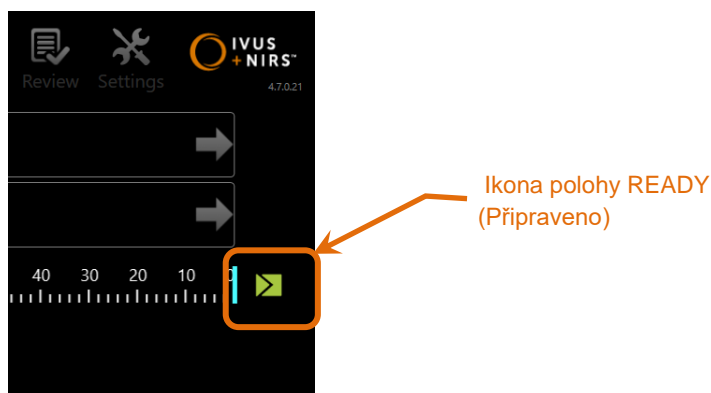 IVUS
+NIRS™
Review Settings
4.7.0.21
Ikona polohy READY
(Připraveno)
40 30 20 10 0